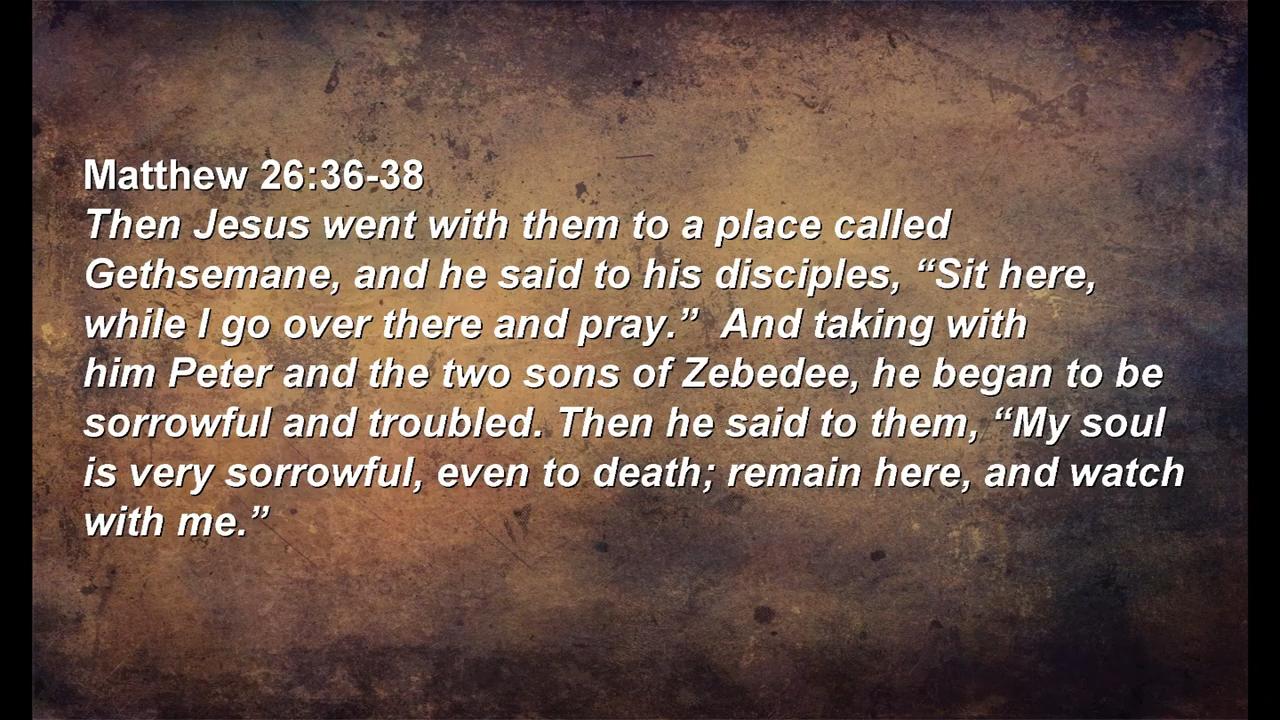 Matthew 26:36-38
Then Jesus went with them to a place called
Gethsemane, and he said to his disciples, “Sit here,
while I go over there and pray.”  And taking with
him Peter and the two sons of Zebedee, he began to be
sorrowful and troubled. Then he said to them, “My soul
is very sorrowful, even to death; remain here, and watch
with me.”